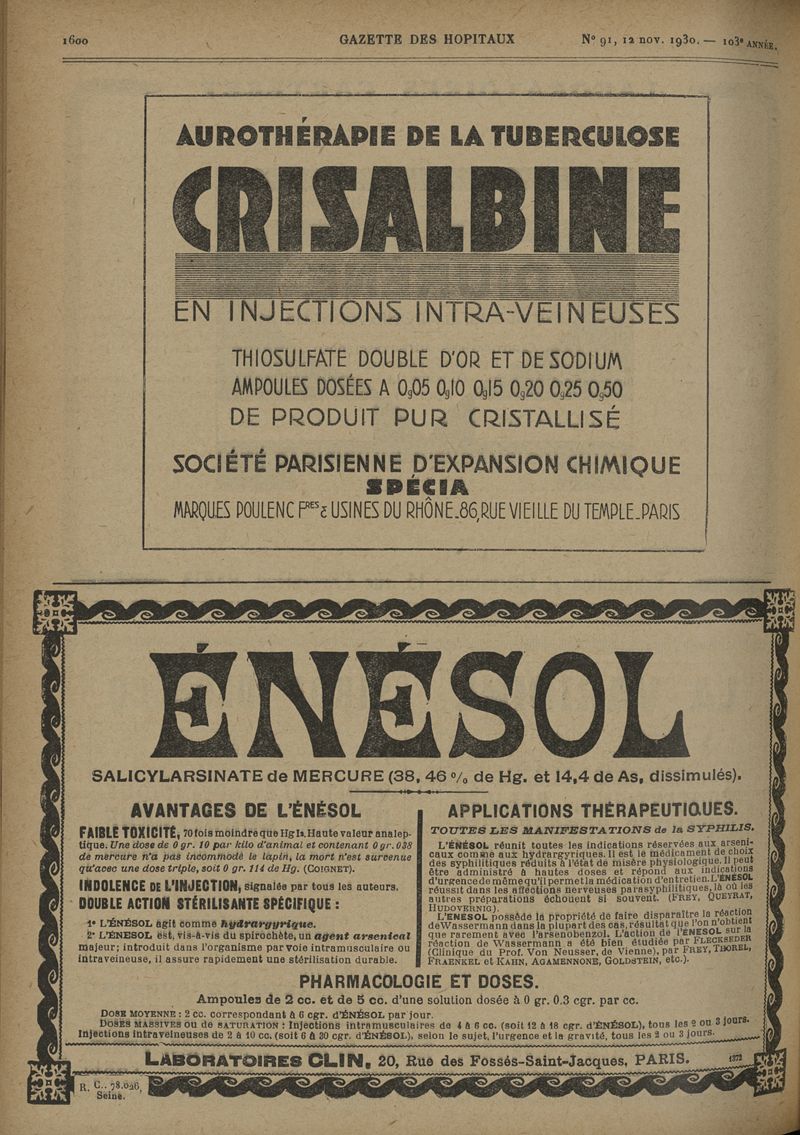 1600 GAZETTE DES HOPITAUX N° 91, 12 nov. 1930. — 103e ANNÉE.
AUROTHÉRAPIE DE LA TUBERCULOSE
CRISALBINE
EN INJECTIONS INTRA-VEINEUSES
THIOSULFATE DOUBLE D'OR ET DE SODIUM
AMPOULES DOSÉES A 0g05 0g10 0g15 0g20 0g25 0g50
DE PRODUIT PUR CRISTALLISÉ
SOCIÉTÉ PARISIENNE D'EXPANSION CHIMIQUE
SPÉCIA
MARQUES POULENC FRES & USINES DU RHÔNE_86, RUE VIEILLE DU TEMPLE_PARIS
ÉNÉSOL
SALICYLARSINATE de MERCURE (38, 46 % de Hg. et 14,4 de As, dissimulés).
AVANTAGES DE L'ÉNÉSOL
FAIBLE TOXICITÉ, 70 fois moindre que Hg I2. Haute valeur analep-
tique. Une dose de 0 gr. 10 par kilo d'animal et contenant 0 gr. 038
de mercure n'a pas incommodé le lapin, la mort n'est survenue
qu'avec une dose triple, soit 0 gr. 114 de Hg. (COIGNET).
INDOLENCE DE L'INJECTION, signalée par tous les auteurs.
DOUBLE ACTION STÉRILISANTE SPÉCIFIQUE :
1° L'ÉNÉSOL agit comme hydrargyrique.
2° L'ÉNÉSOL est, vis-à-vis du spirochète, un agent arsenical
majeur; introduit dans l'organisme par voie intramusculaire ou
intraveineuse, il assure rapidement une stérilisation durable.
APPLICATIONS THÉRAPEUTIQUES.
TOUTES LES MANIFESTATIONS de la SYPHILIS.
L'ÉNÉSOL réunit toutes les indications réservées aux arseni-
caux comme aux hydrargyriques. Il est le médicament de choix
des syphilitiques réduits à l'état de misère physiologique. Il peut
être administré à hautes doses et répond aux indications
d'urgence de même qu'il permet la médication d'entretien. L'ÉNÉSOL
réussit dans les affections nerveuses parasyphilitiques, là où les
autres préparations échouent si souvent. (FREY, QUEYRAT,
HUDOVERNIG).
L'ÉNÉSOL possède la propriété de faire disparaître la réaction
de Wassermann dans la plupart des cas, résultat que l'on n'obtient
que rarement avec l'arsenobenzol. L'action de l'ÉNÉSOL sur la
réaction de Wassermann a été bien étudiée par FLECKSEDER
(Clinique du Prof. Von Neusser, de Vienne), par FREY, THOREL,
FRAENKEL et KAHN, AGAMENNONE, GOLDSTEIN, etc.).
PHARMACOLOGIE ET DOSES.
Ampoules de 2 cc. et de 5 cc. d'une solution dosée à 0 gr. 0.3 cgr. par cc.
DOSE MOYENNE : 2 cc. correspondant à 6 cgr. d'ÉNÉSOL par jour.
DOSES MASSIVES OU DE SATURATION : Injections intramusculaires de 4 à 6 cc. (soit 12 à 18 cgr. d'ÉNÉSOL), tous les 2 ou 3 jours.
Injections intraveineuses de 2 à 10 cc. (soit 6 à 30 cgr. d'ÉNÉSOL), selon le sujet, l'urgence et la gravité, tous les 2 ou 3 jours.
LABORATOIRES CLIN, 20, Rue des Fossés-Saint-Jacques, PARIS. 1372
R. C.. 78.026,
Seine.